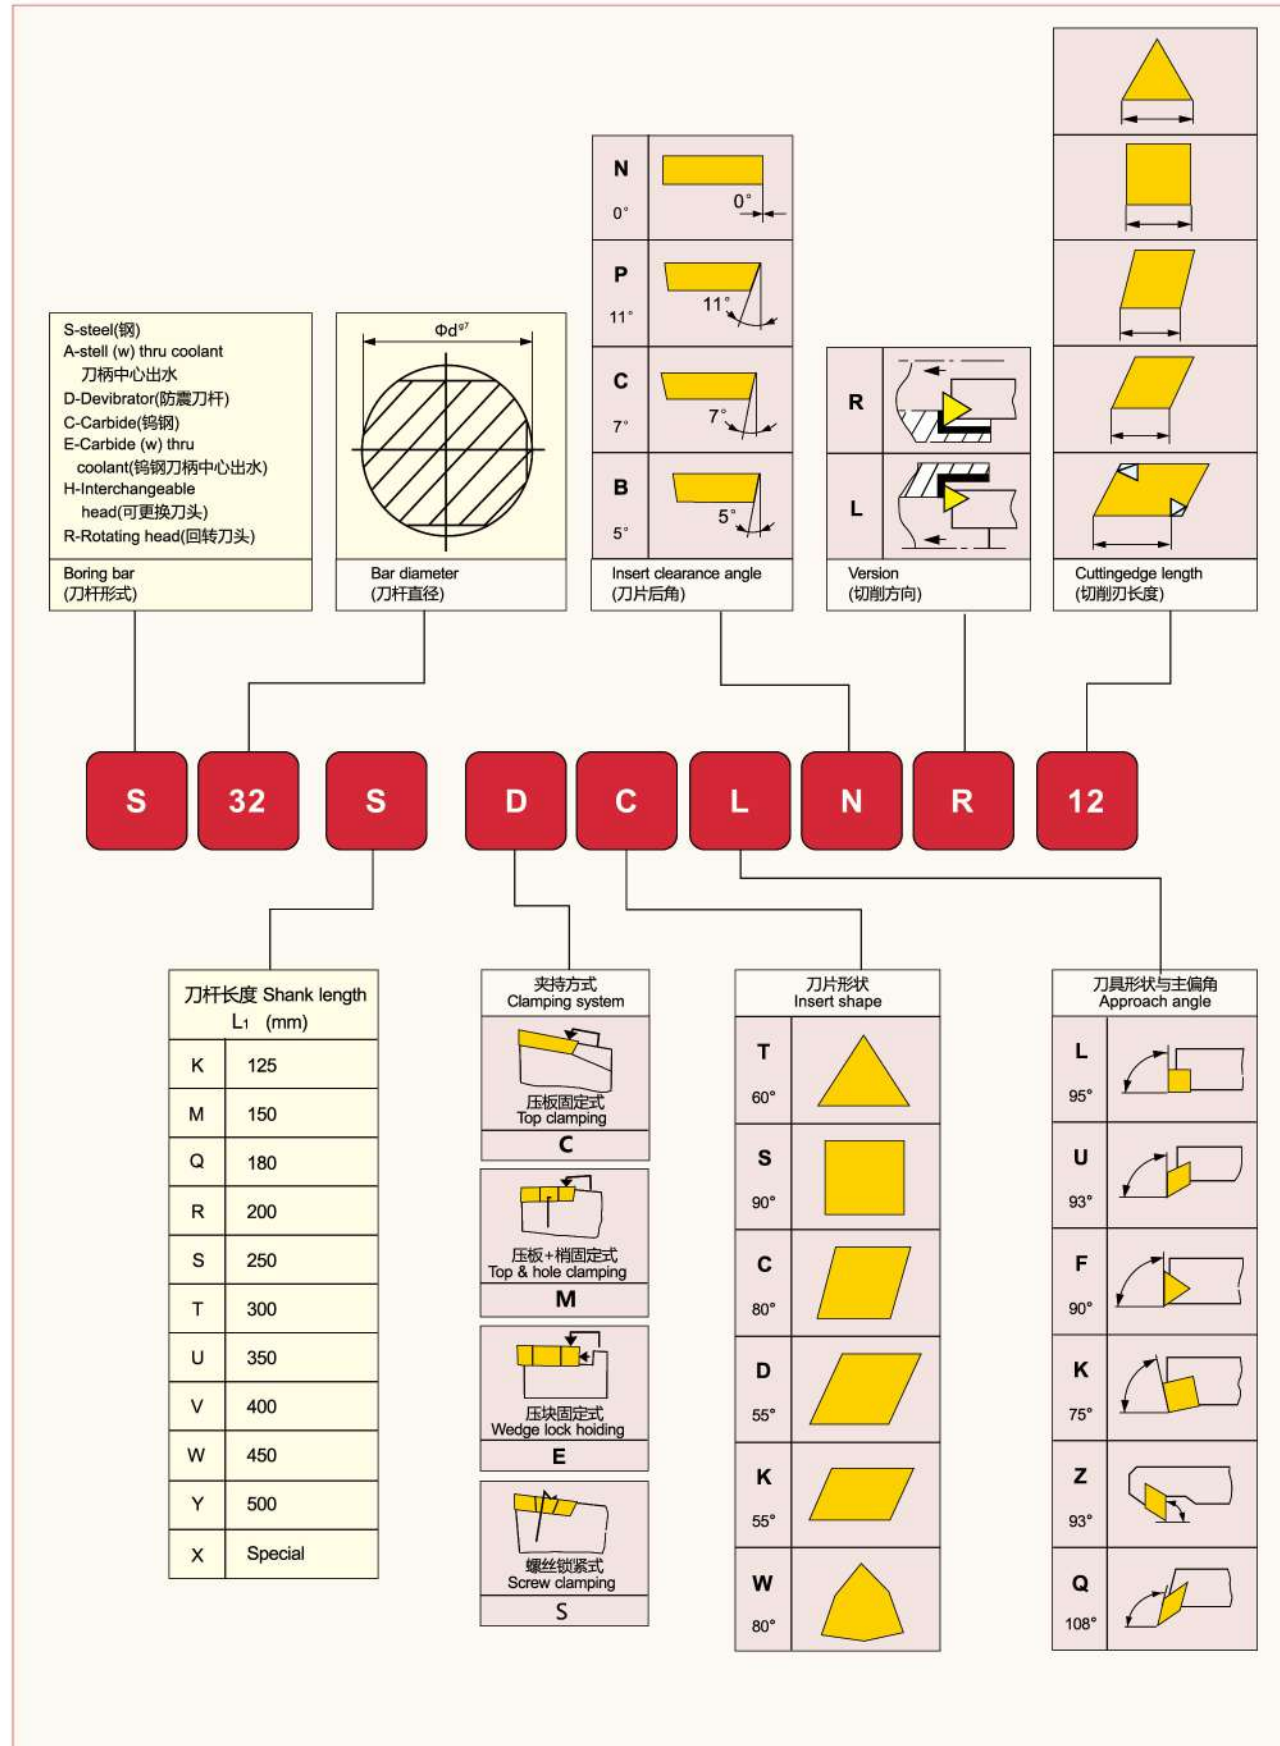 S-steel(钢)
A-stell (w) thru coolant
刀柄中心出水
D-Devibrator(防震刀杆)
C-Carbide(钨钢)
E-Carbide (w) thru
coolant(钨钢刀柄中心出水)
H-Interchangeable
head(可更换刀头)
R-Rotating head(回转刀头)
Boring bar
(刀杆形式)
Φd^g7
Bar diameter
(刀杆直径)
N
0°
0°
P
11°
11°
C
7°
7°
B
5°
5°
Insert clearance angle
(刀片后角)
R
L
Version
(切削方向)
Cuttingedge length
(切削刃长度)
S 32 S D C L N R 12
刀杆长度 Shank length
L1 (mm)
K 125
M 150
Q 180
R 200
S 250
T 300
U 350
V 400
W 450
Y 500
X Special
夹持方式
Clamping system
压板固定式
Top clamping
C
压板+梢固定式
Top & hole clamping
M
压块固定式
Wedge lock hoiding
E
螺丝锁紧式
Screw clamping
S
刀片形状
Insert shape
T
60°
S
90°
C
80°
D
55°
K
55°
W
80°
刀具形状与主偏角
Approach angle
L
95°
U
93°
F
90°
K
75°
Z
93°
Q
108°